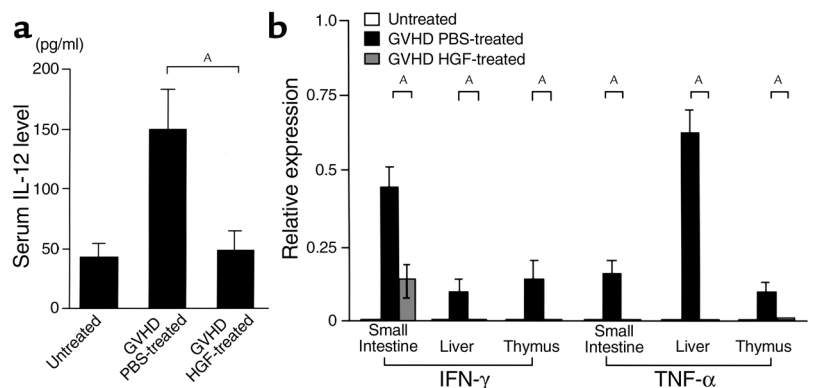 a
(pg/ml)
Serum IL-12 level
200
150
100
50
0
A
Untreated
GVHD
PBS-treated
GVHD
HGF-treated
b
Relative expression
1.0
0.75
0.5
0.25
0
Untreated
GVHD PBS-treated
GVHD HGF-treated
A A A A A A
Small
Intestine Liver Thymus
Small
Intestine Liver Thymus
IFN-γ TNF-α